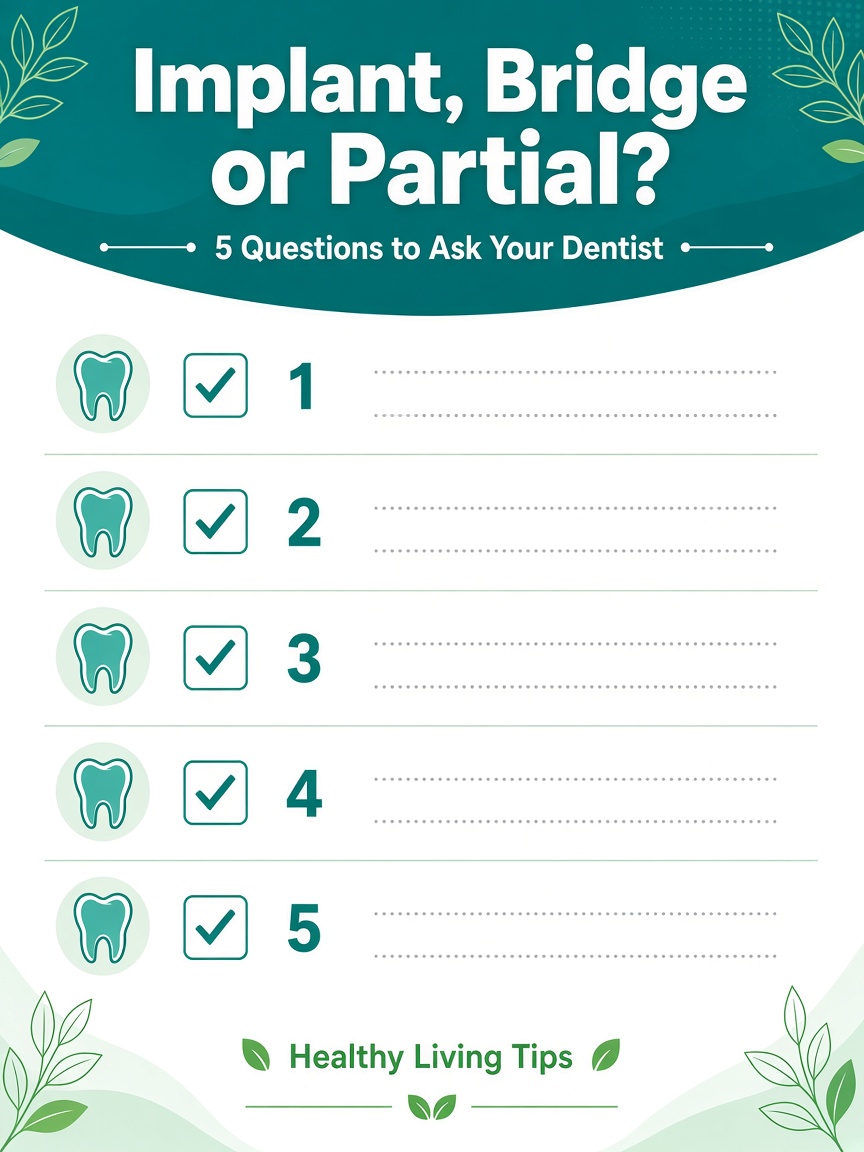 Implant, Bridge
or Partial?
5 Questions to Ask Your Dentist
1
2
3
4
5
Healthy Living Tips